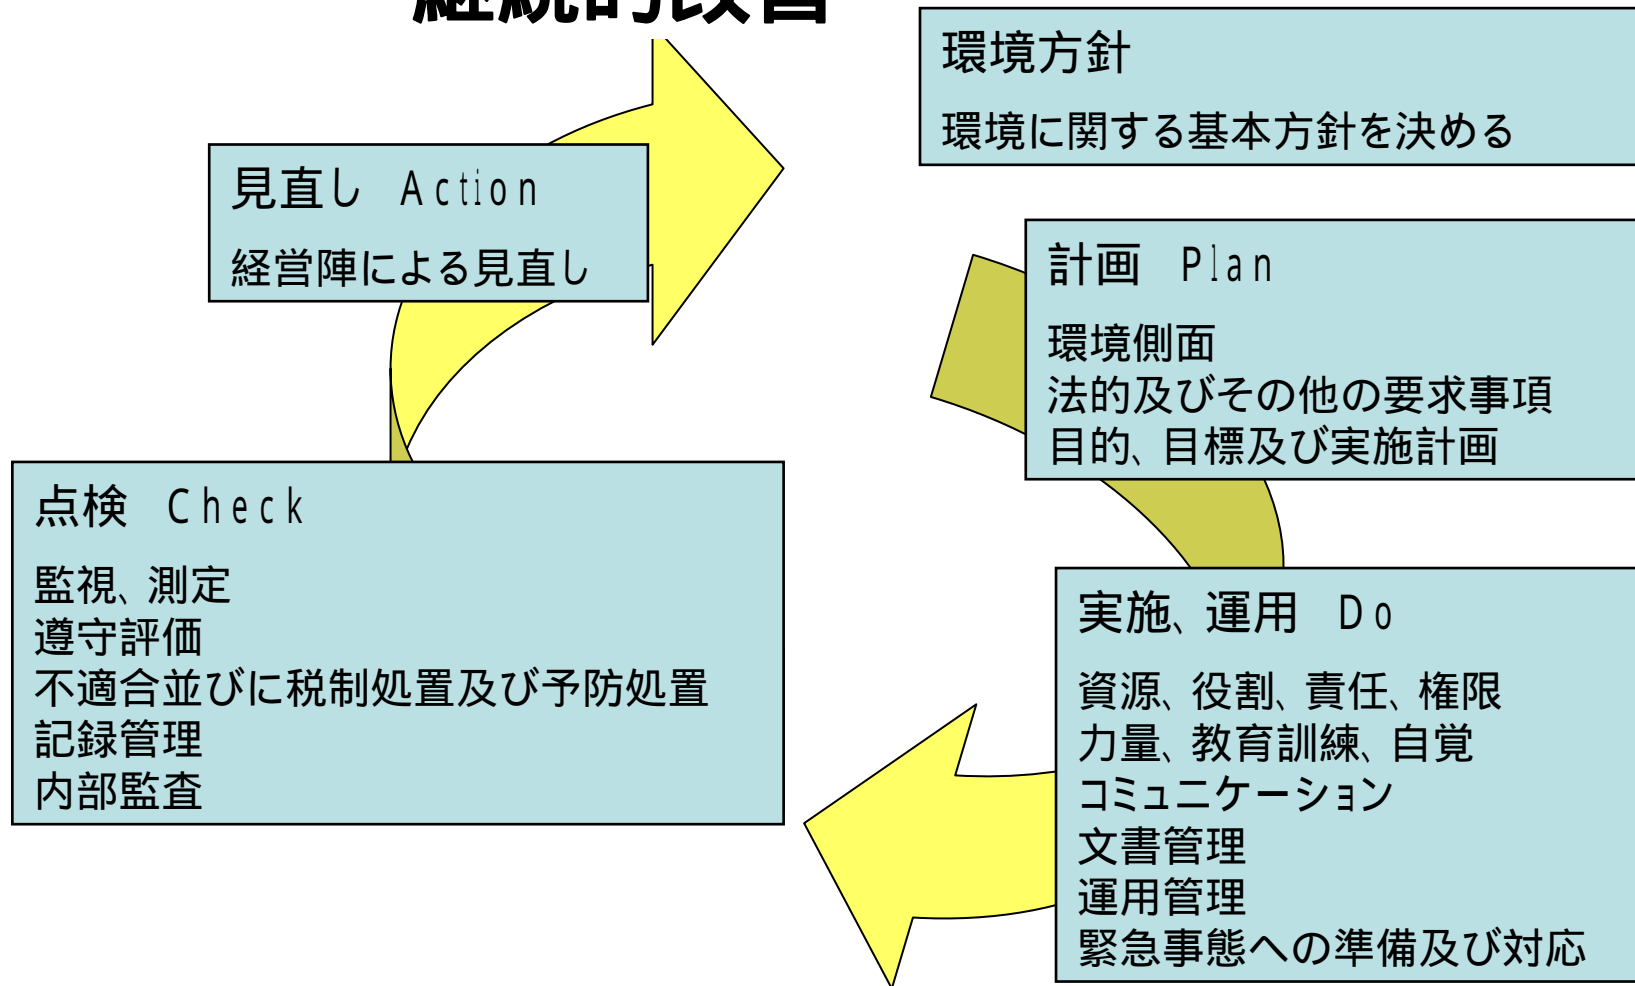 継続的改善
環境方針
環境に関する基本方針を決める
見直し Action
経営陣による見直し
計画 Plan
環境側面
法的及びその他の要求事項
目的、目標及び実施計画
点検 Check
監視、測定
遵守評価
不適合並びに税制処置及び予防処置
記録管理
内部監査
実施、運用 Do
資源、役割、責任、権限
力量、教育訓練、自覚
コミュニケーション
文書管理
運用管理
緊急事態への準備及び対応